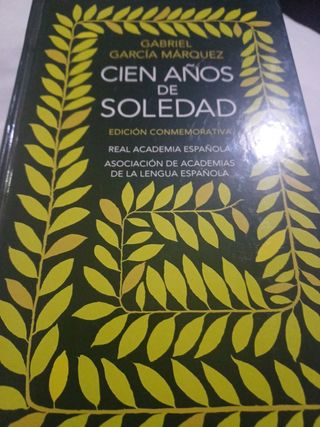 GABRIEL
GARCÍA MÁRQUEZ
CIEN AÑOS
DE
SOLEDAD
EDICIÓN CONMEMORATIVA
REAL ACADEMIA ESPAÑOLA
ASOCIACIÓN DE ACADEMIAS
DE LA LENGUA ESPAÑOLA